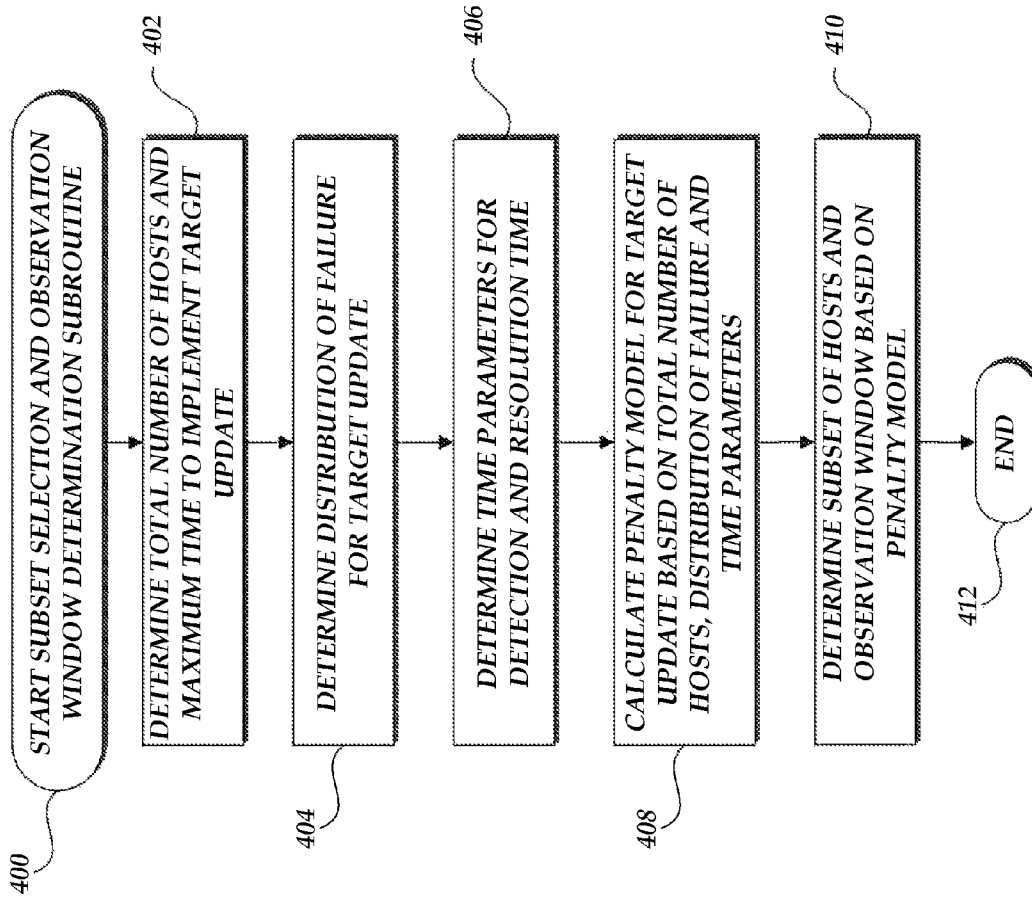 START SUBSET SELECTION AND OBSERVATION
WINDOW DETERMINATION SUBROUTINE
400
DETERMINE TOTAL NUMBER OF HOSTS AND
MAXIMUM TIME TO IMPLEMENT TARGET
UPDATE
402
DETERMINE DISTRIBUTION OF FAILURE
FOR TARGET UPDATE
404
DETERMINE TIME PARAMETERS FOR
DETECTION AND RESOLUTION TIME
406
CALCULATE PENALTY MODEL FOR TARGET
UPDATE BASED ON TOTAL NUMBER OF
HOSTS, DISTRIBUTION OF FAILURE AND
TIME PARAMETERS
408
DETERMINE SUBSET OF HOSTS AND
OBSERVATION WINDOW BASED ON
PENALTY MODEL
410
END
412